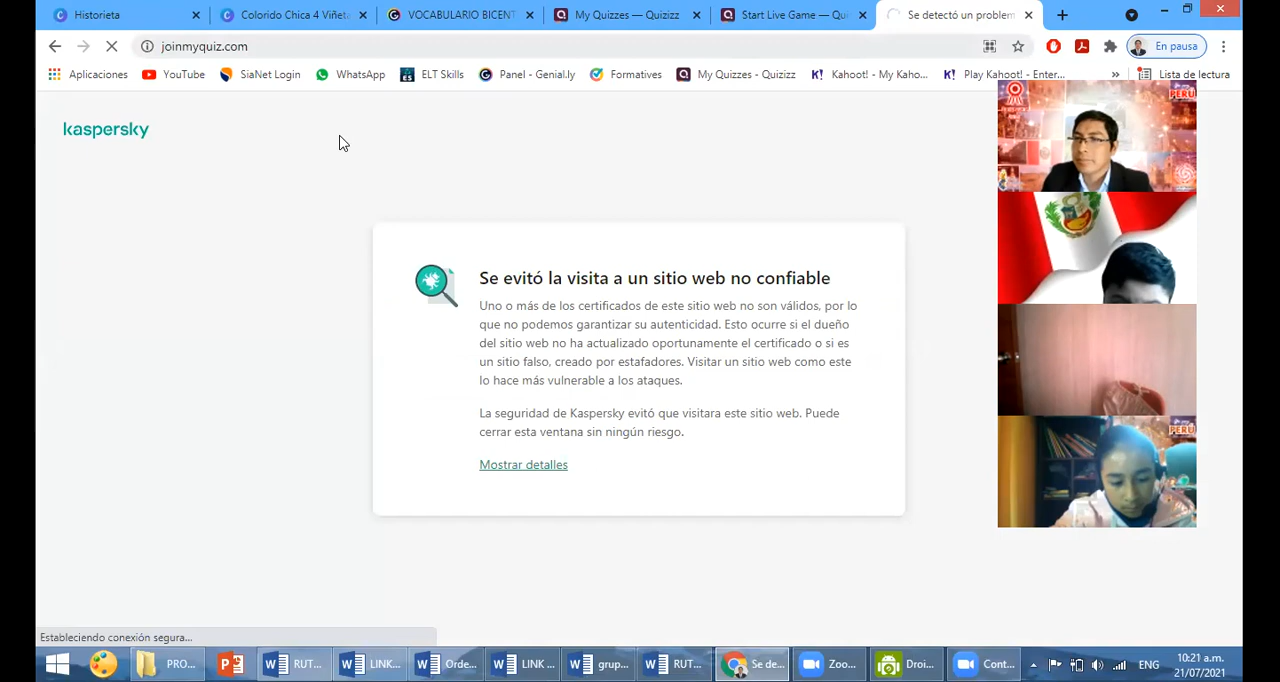 Historieta
Colorido Chica 4 Viñeta
VOCABULARIO BICENT
My Quizzes — Quizizz
Start Live Game — Qu
Se detectó un problem
joinmyquiz.com
En pausa
Aplicaciones
YouTube
SiaNet Login
WhatsApp
ELT Skills
Panel - Genial.ly
Formatives
My Quizzes - Quizizz
Kahoot! - My Kaho...
Play Kahoot! - Enter...
»
Lista de lectura
kaspersky
PERÚ
Se evitó la visita a un sitio web no confiable
Uno o más de los certificados de este sitio web no son válidos, por lo
que no podemos garantizar su autenticidad. Esto ocurre si el dueño
del sitio web no ha actualizado oportunamente el certificado o si es
un sitio falso, creado por estafadores. Visitar un sitio web como este
lo hace más vulnerable a los ataques.
La seguridad de Kaspersky evitó que visitara este sitio web. Puede
cerrar esta ventana sin ningún riesgo.
Mostrar detalles
PERÚ
Estableciendo conexión segura...
PRO...
RUT...
LINK...
Orde...
LINK ...
grup...
RUT...
Se de...
Zoo...
Droi...
Cont...
ENG
10:21 a.m.
21/07/2021